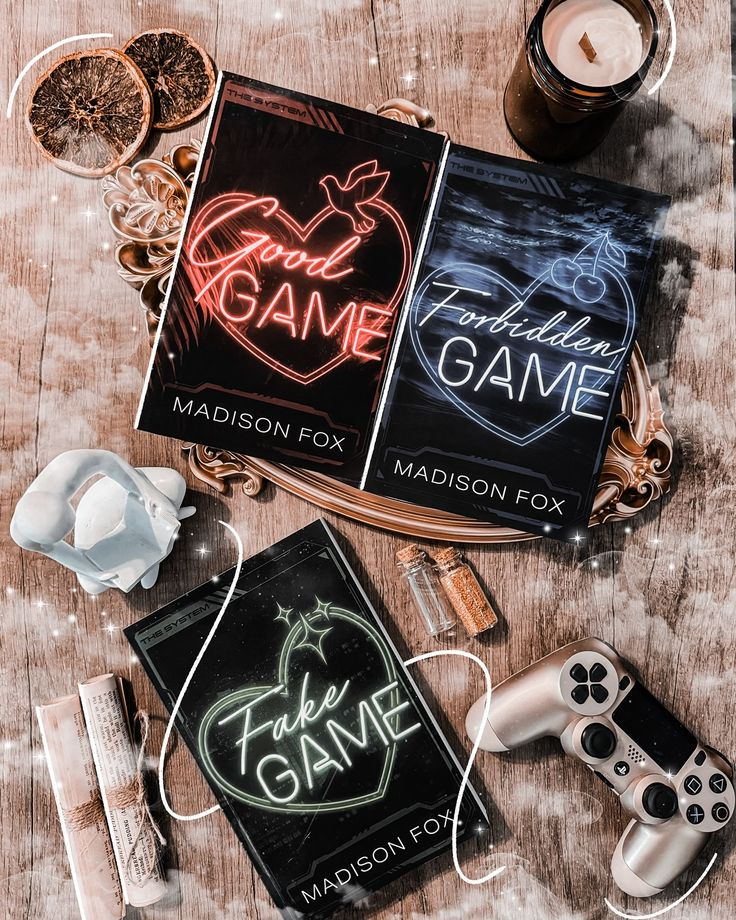 THE SYSTEM
Good
GAME
MADISON FOX
THE SYSTEM
Forbidden
GAME
MADISON FOX
THE SYSTEM
Fake
GAME
MADISON FOX